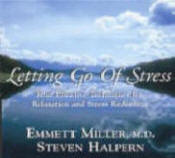 Letting Go Of Stress
Relaxation and Stress Reduction
EMMETT MILLER, M.D.
STEVEN HALPERN